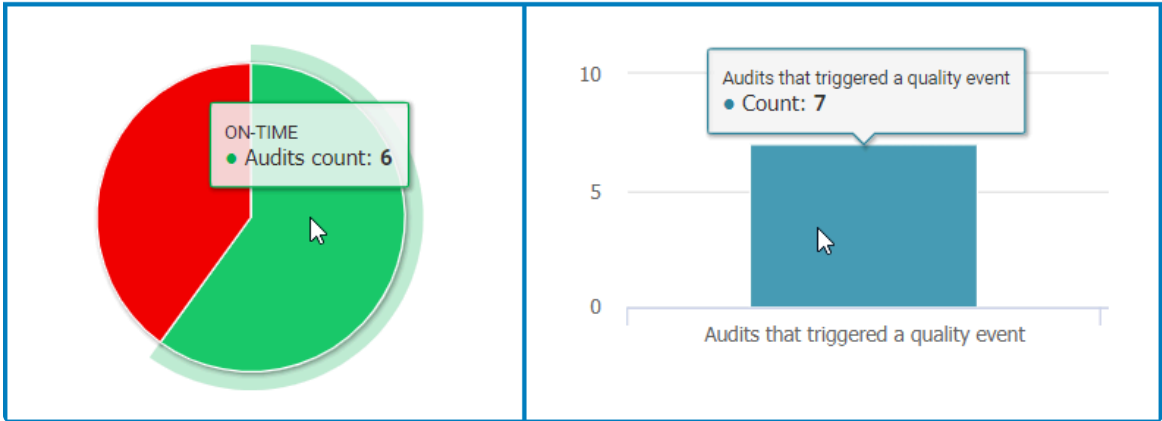 ON-TIME
● Audits count: 6
10
Audits that triggered a quality event
● Count: 7
5
0
Audits that triggered a quality event